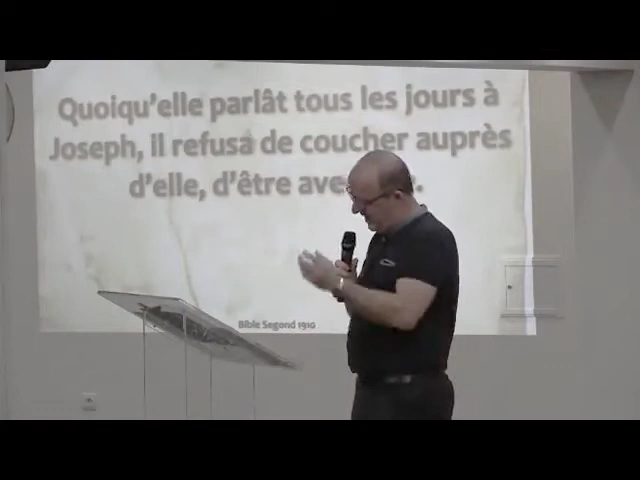 Quoiqu'elle parlât tous les jours à
Joseph, il refusa de coucher auprès
d'elle, d'être
Bible Segond 1910